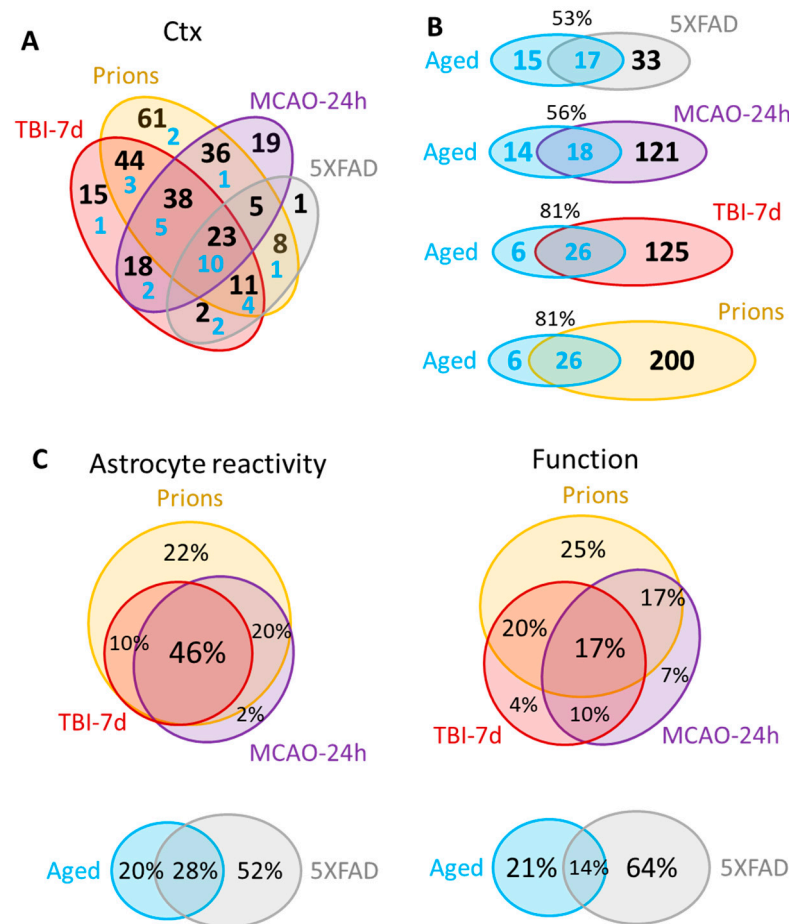 A
Ctx
Prions
TBI-7d
MCAO-24h
5XFAD
61
2
36
1
19
44
3
15
1
38
5
5
1
23
10
8
1
18
2
11
4
2
2
B
53%
5XFAD
Aged
15
17
33
56%
MCAO-24h
Aged
14
18
121
81%
TBI-7d
Aged
6
26
125
81%
Prions
Aged
6
26
200
C
Astrocyte reactivity
Prions
22%
10%
46%
20%
2%
TBI-7d
MCAO-24h
Aged
20%
28%
52%
5XFAD
Function
Prions
25%
17%
20%
17%
7%
4%
10%
TBI-7d
MCAO-24h
Aged
21%
14%
64%
5XFAD